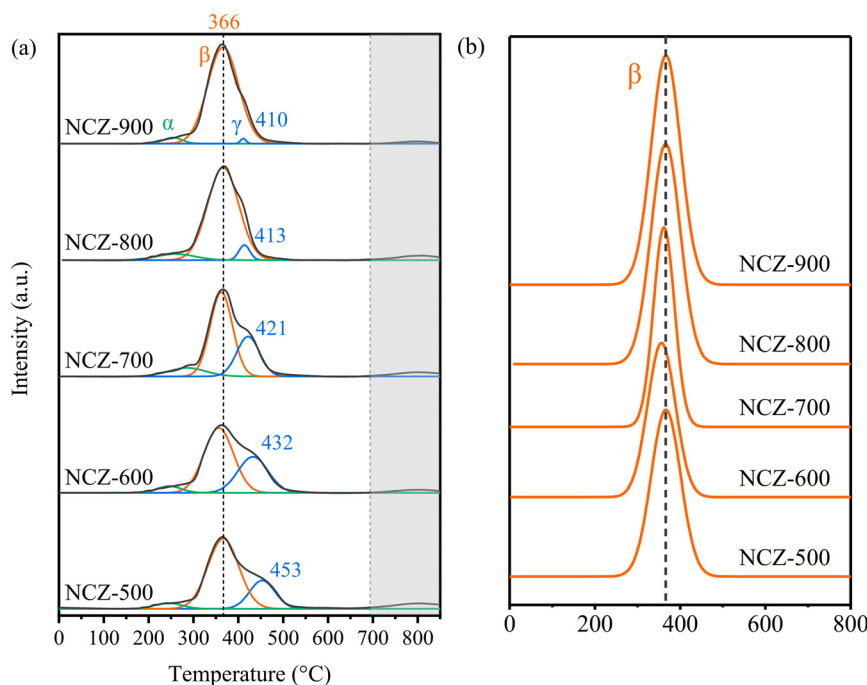 (a)
366
β
NCZ-900
α
γ
410
NCZ-800
413
NCZ-700
421
NCZ-600
432
NCZ-500
453
0 100 200 300 400 500 600 700 800
Temperature (°C)
Intensity (a.u.)
(b)
β
NCZ-900
NCZ-800
NCZ-700
NCZ-600
NCZ-500
0 200 400 600 800